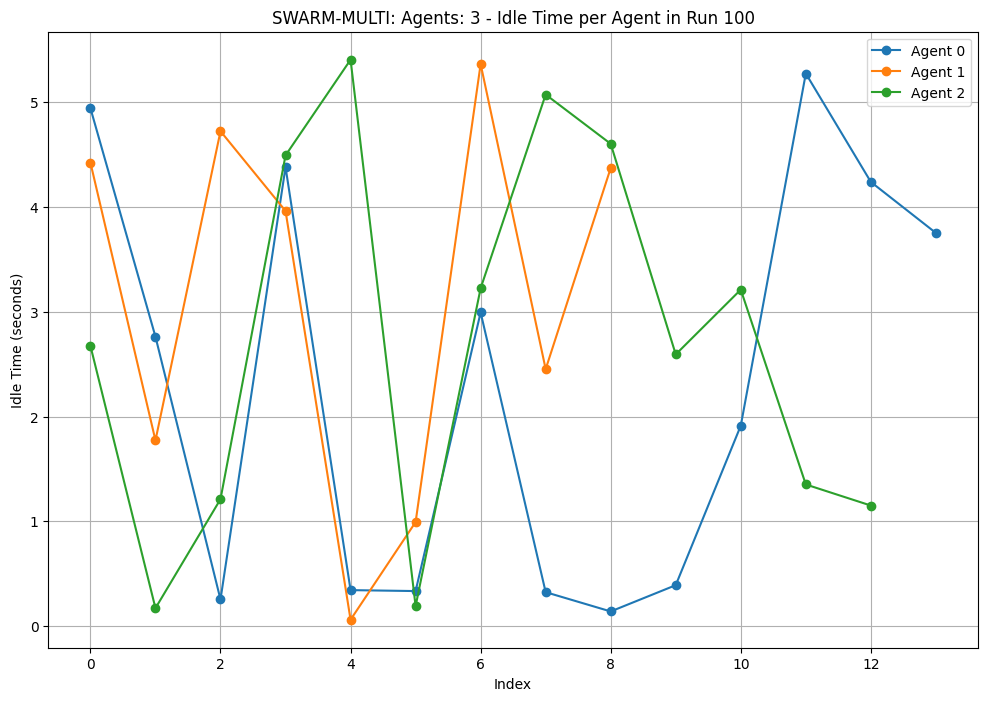 SWARM-MULTI: Agents: 3 - Idle Time per Agent in Run 100
Agent 0
Agent 1
Agent 2
Idle Time (seconds)
5
4
3
2
1
0
0 2 4 6 8 10 12
Index